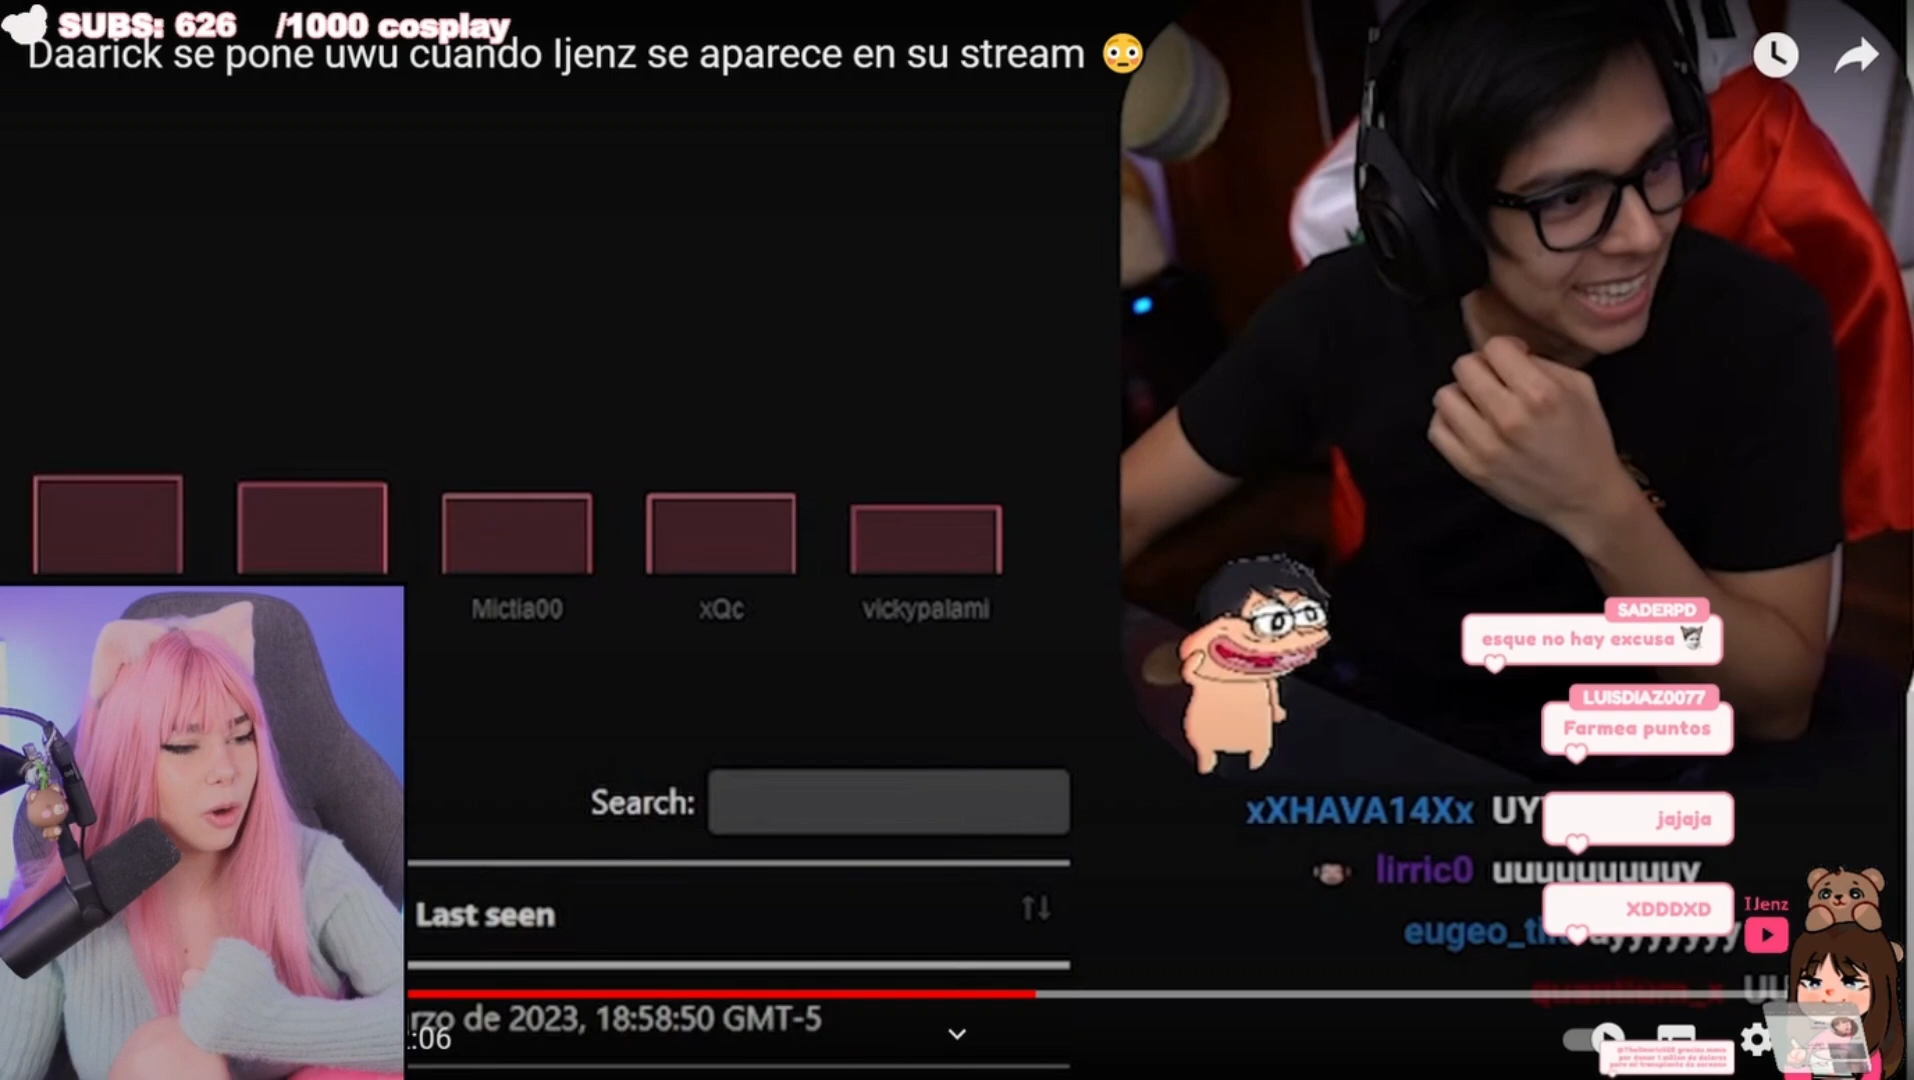 SUBS: 626 /1000 cosplay
Daarick se pone uwu cuando Ijenz se aparece en su stream 😳
Mictia00 xQc vickypalami
SADERPD
esque no hay excusa
LUISDIAZ0077
Farmea puntos
Search:
xXHAVA14Xx UY
jajaja
lirric0 uuuuuuuuuy
Last seen
XDDDXD
IJenz
rzo de 2023, 18:58:50 GMT-5
:06